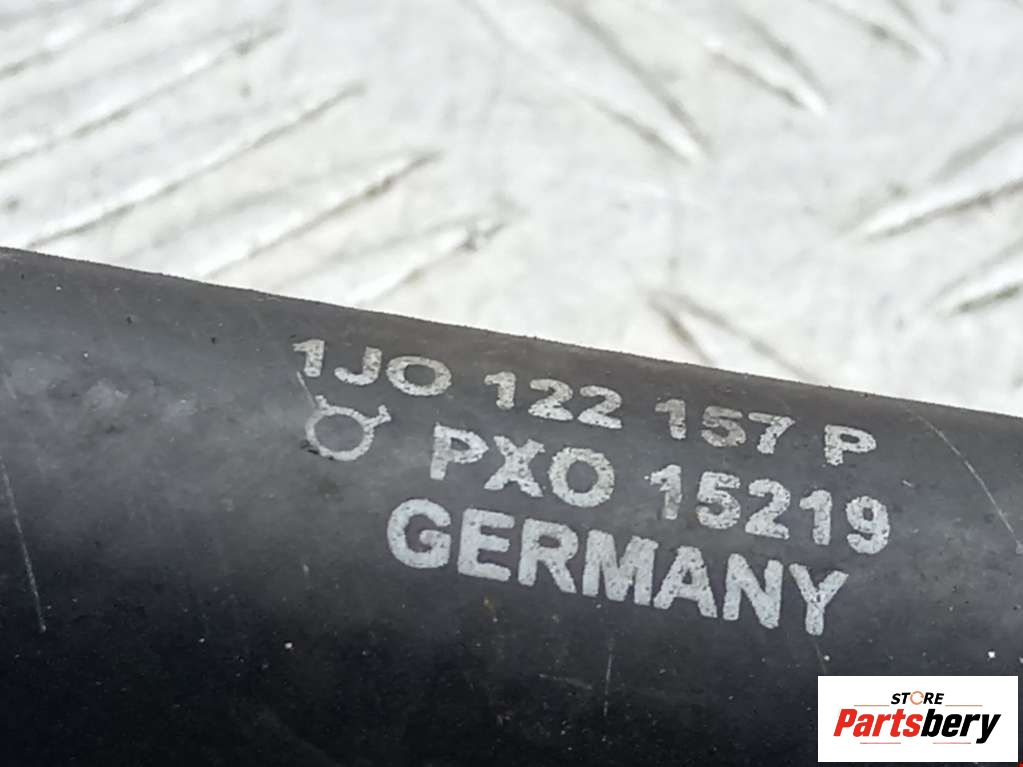 1JO 122 157 P
PXO 15219
GERMANY
STORE
Partsbery